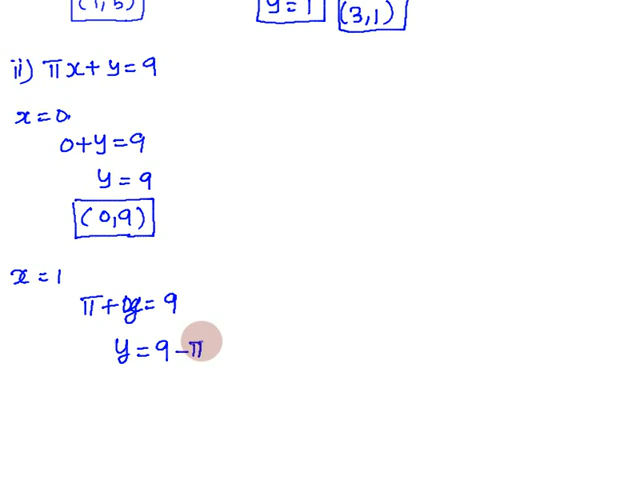 (1,5) y=1 (3,1)
ii) πx+y=9
x=0
0+y=9
y=9
(0,9)
x=1
π+y=9
y=9-π